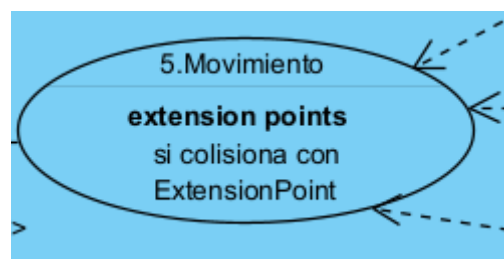 5.Movimiento
extension points
si colisiona con
ExtensionPoint